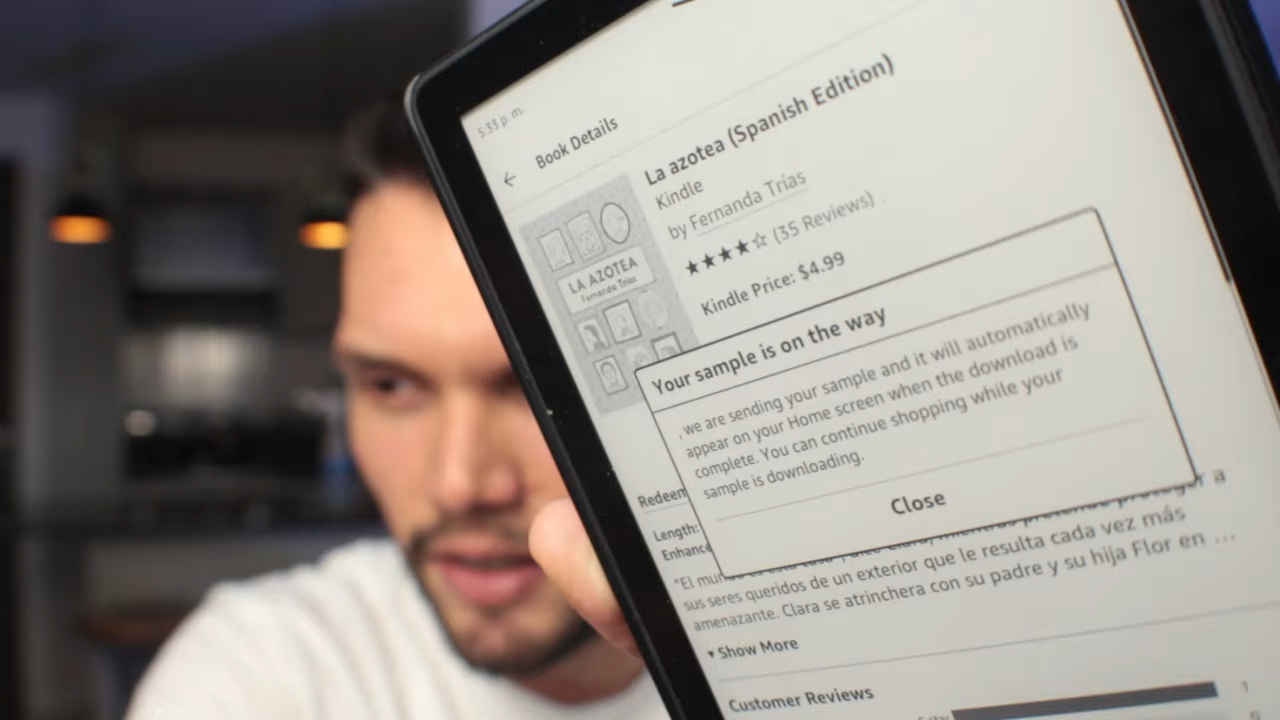 5:33 p. m.
← Book Details
La azotea (Spanish Edition)
Kindle
by Fernanda Trías
★★★★☆ (35 Reviews)
Kindle Price: $4.99
LA AZOTEA
Fernanda Trías
Your sample is on the way
, we are sending your sample and it will automatically
appear on your Home screen when the download is
complete. You can continue shopping while your
sample is downloading.
Close
Redeem
Length:
Enhance
"El mun
sus seres queridos de un exterior que le resulta cada vez más
amenazante. Clara se atrinchera con su padre y su hija Flor en ...
▾ Show More
Customer Reviews